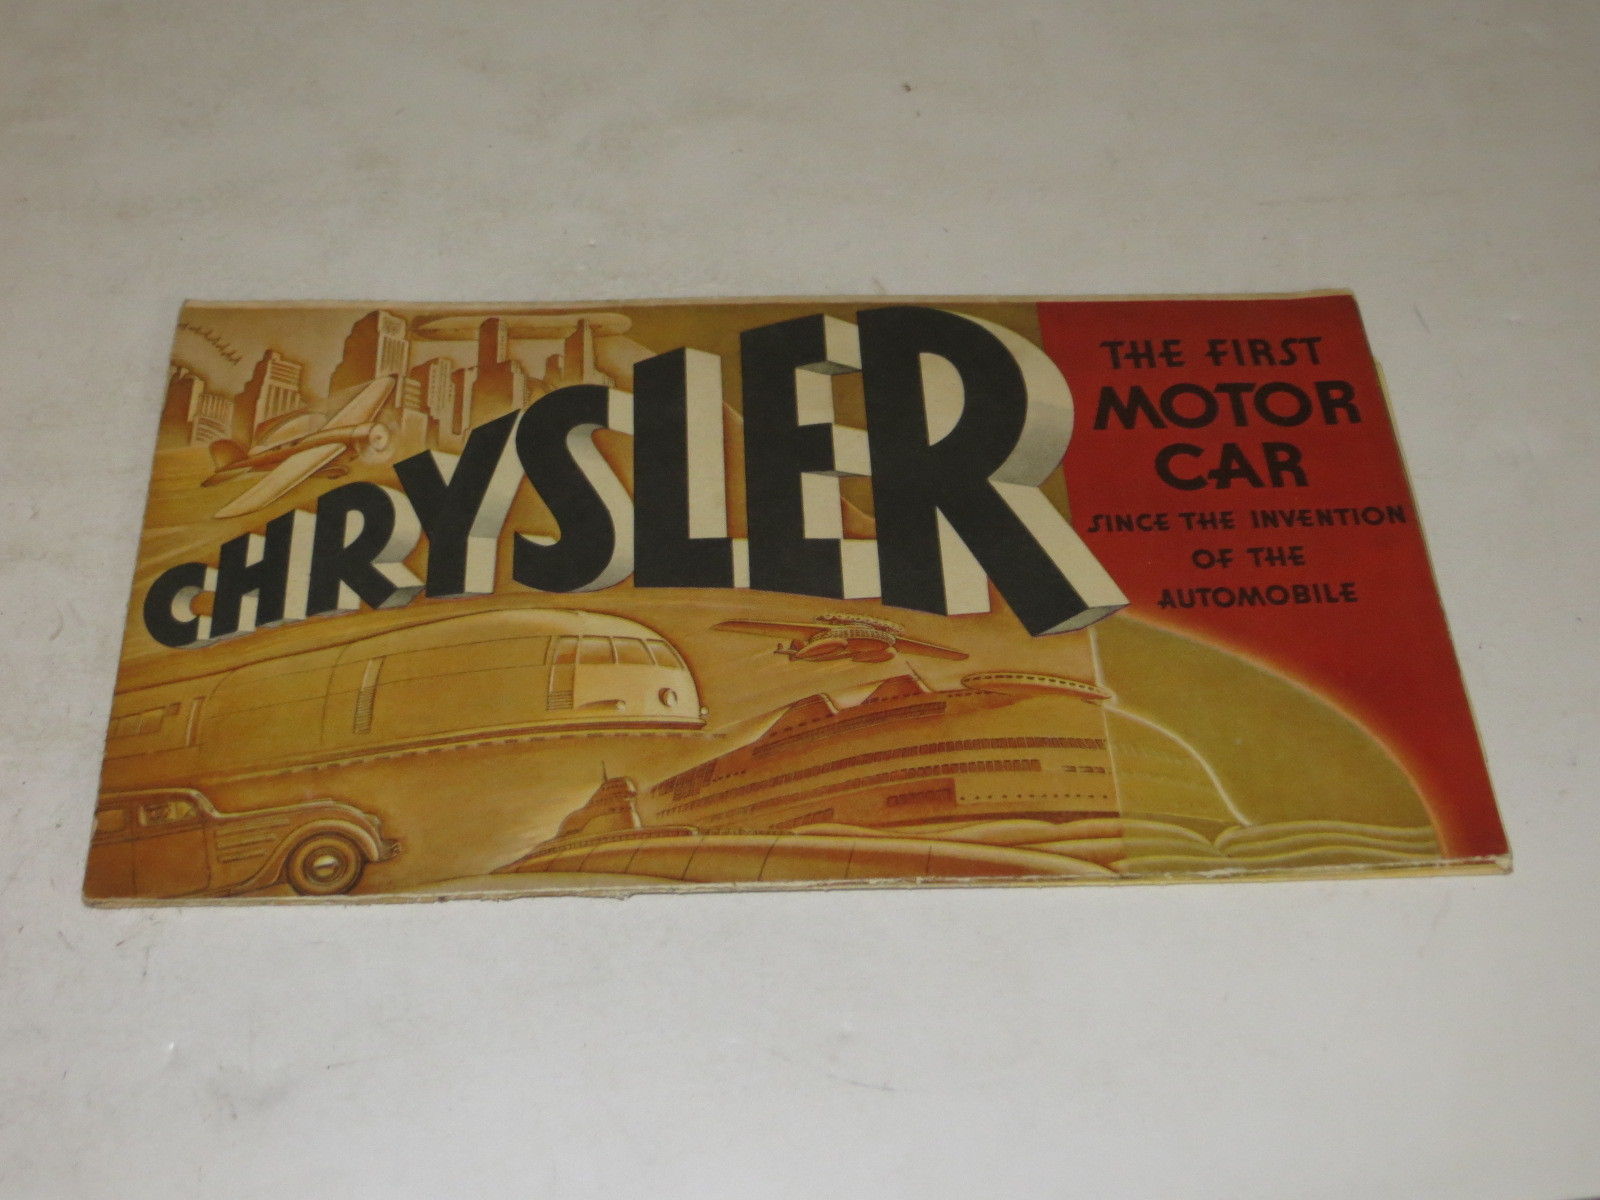 CHRYSLER
THE FIRST
MOTOR
CAR
SINCE THE INVENTION
OF THE
AUTOMOBILE